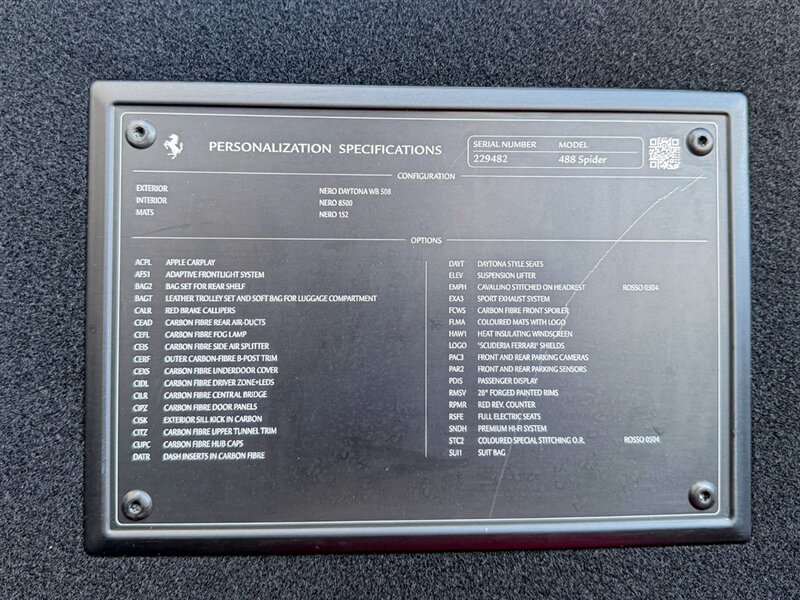 PERSONALIZATION SPECIFICATIONS
SERIAL NUMBER MODEL
229482 488 Spider
CONFIGURATION
EXTERIOR NERO DAYTONA WB 508
INTERIOR NERO 8500
MATS NERO 152
OPTIONS
ACPL APPLE CARPLAY
AFS1 ADAPTIVE FRONTLIGHT SYSTEM
BAG2 BAG SET FOR REAR SHELF
BAGT LEATHER TROLLEY SET AND SOFT BAG FOR LUGGAGE COMPARTMENT
CALR RED BRAKE CALLIPERS
CEAD CARBON FIBRE REAR AIR-DUCTS
CEFL CARBON FIBRE FOG LAMP
CEIS CARBON FIBRE SIDE AIR SPLITTER
CERF OUTER CARBON-FIBRE B-POST TRIM
CEXS CARBON FIBRE UNDERDOOR COVER
CIDL CARBON FIBRE DRIVER ZONE+LEDS
CILR CARBON FIBRE CENTRAL BRIDGE
CIPZ CARBON FIBRE DOOR PANELS
CISK EXTERIOR SILL KICK IN CARBON
CITZ CARBON FIBRE UPPER TUNNEL TRIM
CUPC CARBON FIBRE HUB CAPS
DATR DASH INSERTS IN CARBON FIBRE
DAYT DAYTONA STYLE SEATS
ELEV SUSPENSION LIFTER
EMPH CAVALLINO STITCHED ON HEADREST ROSSO 0504
EXA3 SPORT EXHAUST SYSTEM
FCWS CARBON FIBRE FRONT SPOILER
FLMA COLOURED MATS WITH LOGO
HAW1 HEAT INSULATING WINDSCREEN
LOGO "SCUDERIA FERRARI" SHIELDS
PAC3 FRONT AND REAR PARKING CAMERAS
PAR2 FRONT AND REAR PARKING SENSORS
PDIS PASSENGER DISPLAY
RMSV 20" FORGED PAINTED RIMS
RPMR RED REV. COUNTER
RSFE FULL ELECTRIC SEATS
SNDH PREMIUM HI-FI SYSTEM
STC2 COLOURED SPECIAL STITCHING O.R. ROSSO 0504
SUI1 SUIT BAG